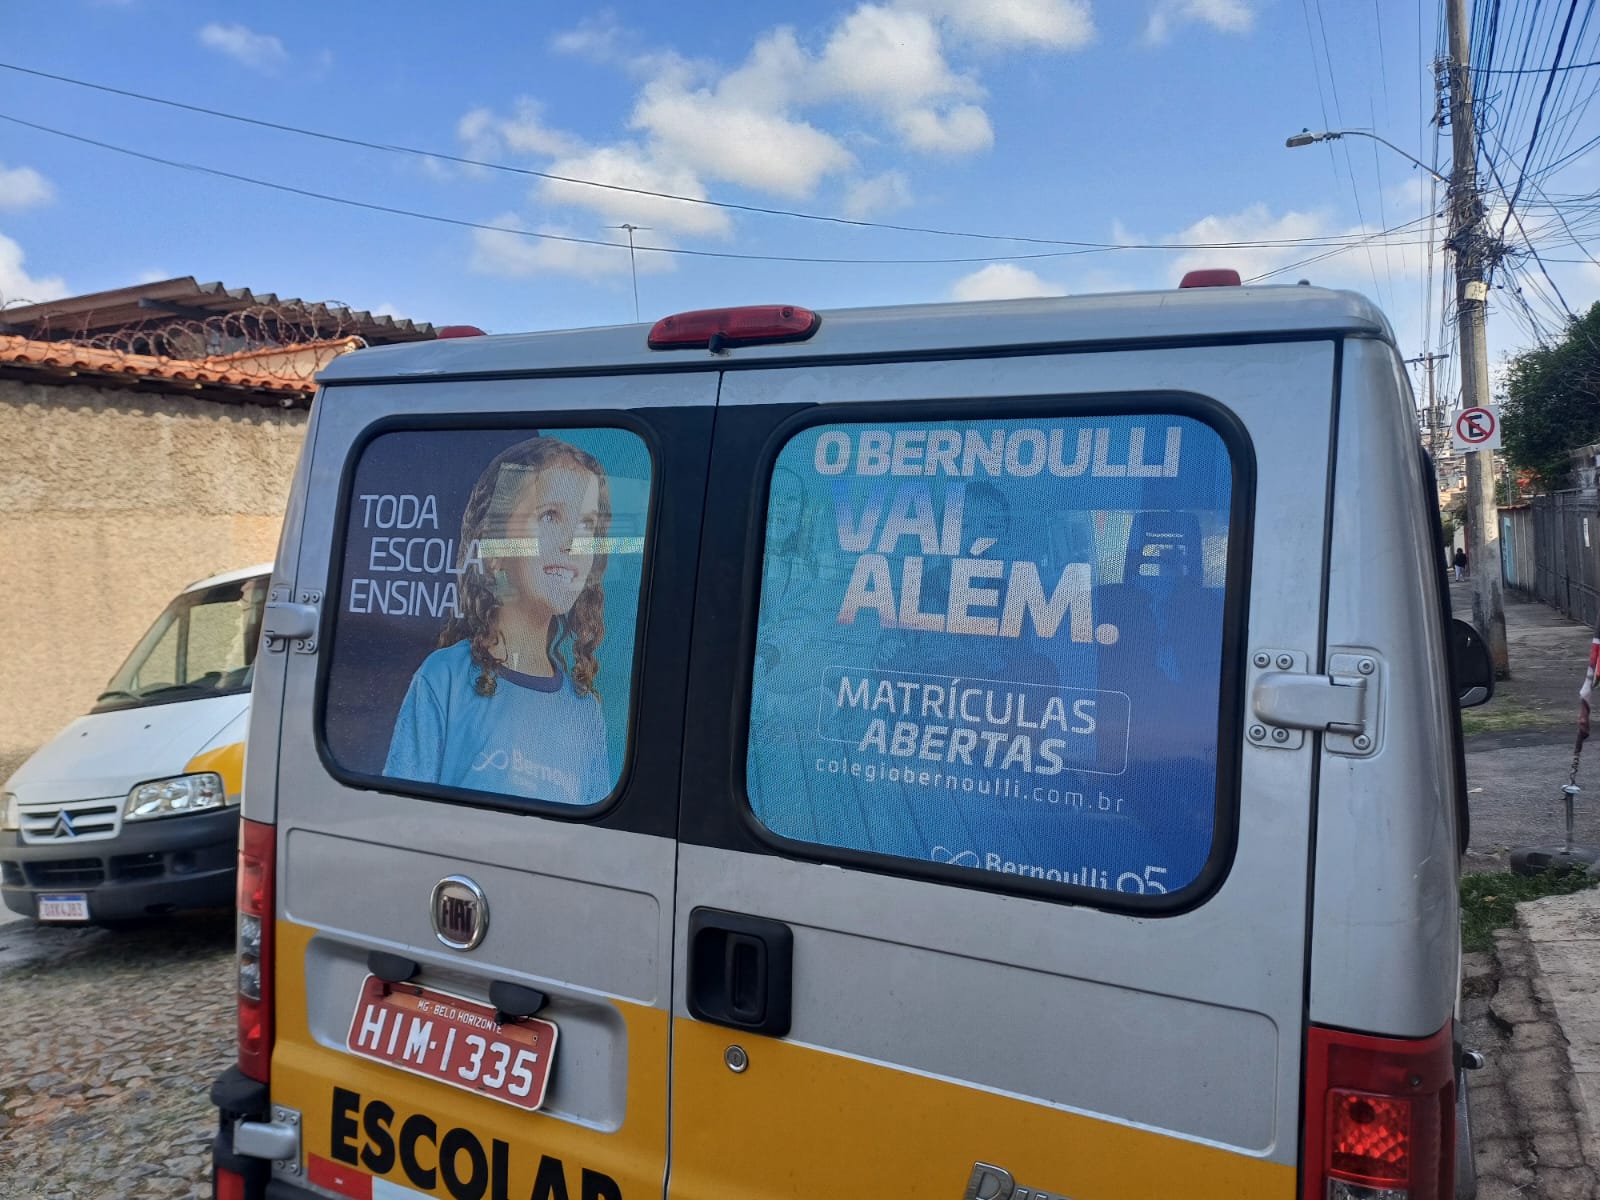 TODA
ESCOLA
ENSINA.
Bernoulli
O BERNOULLI
VAI
ALÉM.
MATRÍCULAS
ABERTAS
colegiobernoulli.com.br
Bernoulli
E
FIAT
MG-BELO HORIZONTE
HIM-1335
ESCOLAR